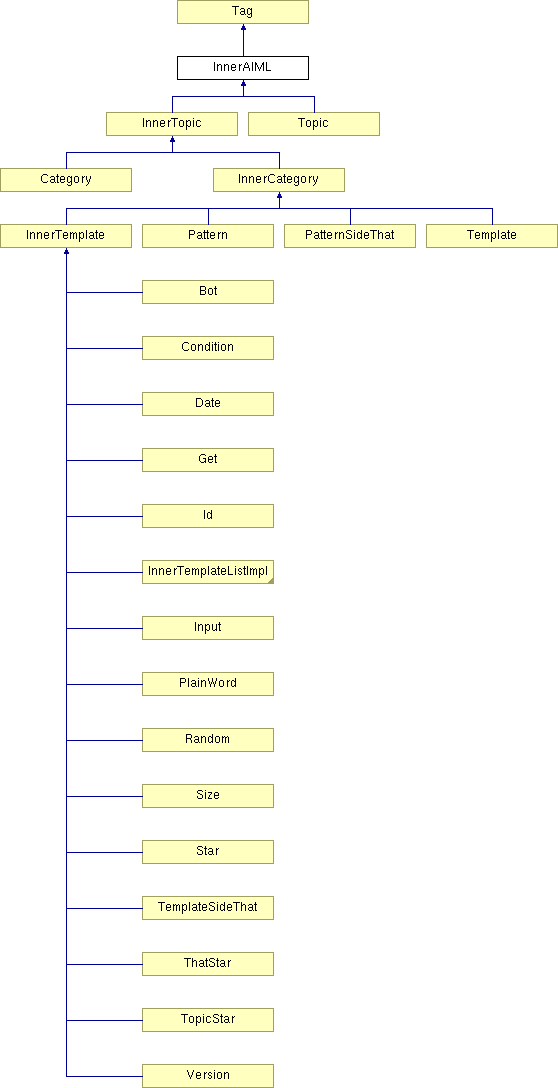 Tag
InnerAIML
InnerTopic Topic
Category InnerCategory
InnerTemplate Pattern PatternSideThat Template
Bot
Condition
Date
Get
Id
InnerTemplateListImpl
Input
PlainWord
Random
Size
Star
TemplateSideThat
ThatStar
TopicStar
Version